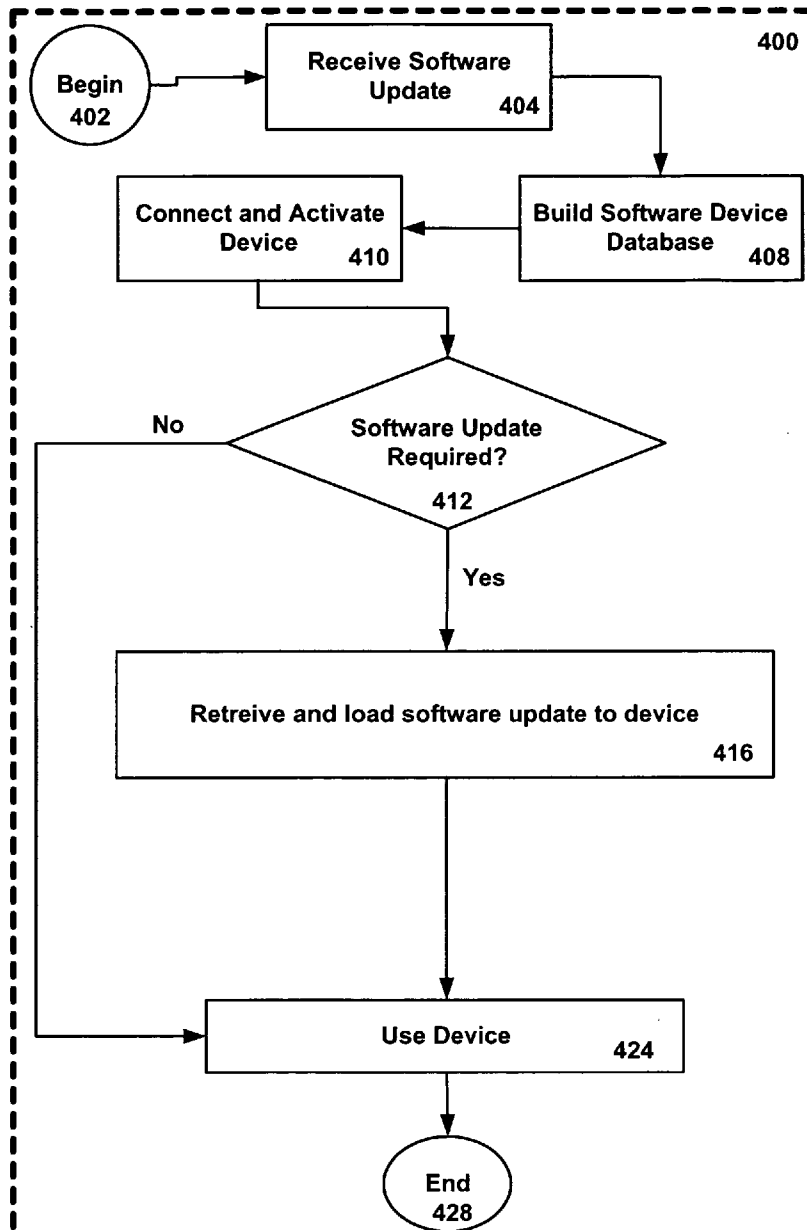 400
Begin
402
Receive Software
Update
404
Build Software Device
Database
408
Connect and Activate
Device
410
Software Update
Required?
412
No
Yes
Retreive and load software update to device
416
Use Device
424
End
428